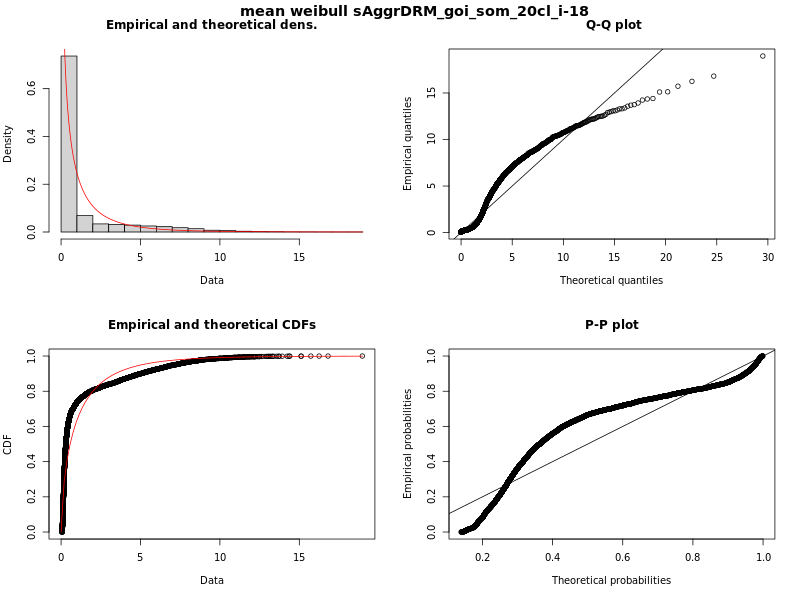 mean weibull sAggrDRM_goi_som_20cl_i-18
Empirical and theoretical dens.
Density
0.0 0.2 0.4 0.6
0 5 10 15
Data
Q-Q plot
Empirical quantiles
0 5 10 15
0 5 10 15 20 25 30
Theoretical quantiles
Empirical and theoretical CDFs
CDF
0.0 0.2 0.4 0.6 0.8 1.0
0 5 10 15
Data
P-P plot
Empirical probabilities
0.0 0.2 0.4 0.6 0.8 1.0
0.2 0.4 0.6 0.8 1.0
Theoretical probabilities